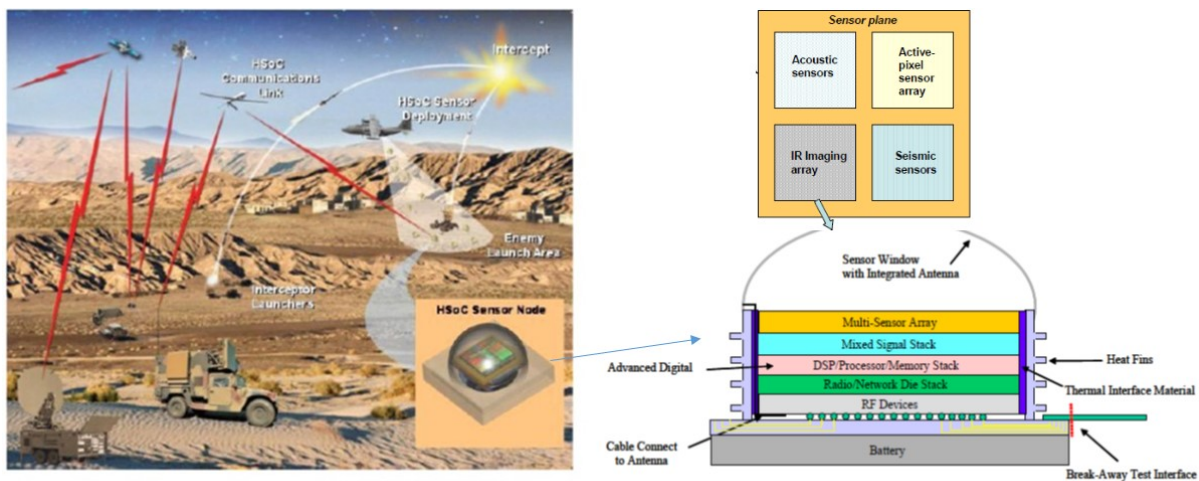 HSoC
Communications
Link
Intercept
HSoC Sensor
Deployment
Enemy
Launch Area
Interceptor
Launchers
HSoC Sensor Node
Sensor plane
Acoustic
sensors
Active-
pixel
sensor
array
IR Imaging
array
Seismic
sensors
Sensor Window
with Integrated Antenna
Multi-Sensor Array
Mixed Signal Stack
Advanced Digital
DSP/Processor/Memory Stack
Radio/Network Die Stack
RF Devices
Heat Fins
Thermal Interface Material
Cable Connect
to Antenna
Battery
Break-Away Test Interface